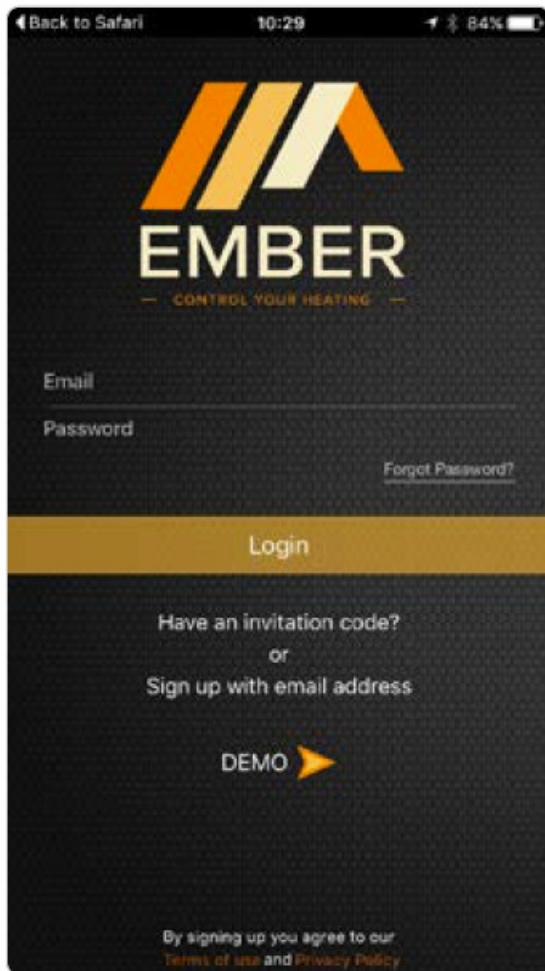 Back to Safari 10:29 84%
EMBER
— CONTROL YOUR HEATING —
Email
Password
Forgot Password?
Login
Have an invitation code?
or
Sign up with email address
DEMO
By signing up you agree to our
Terms of use and Privacy Policy